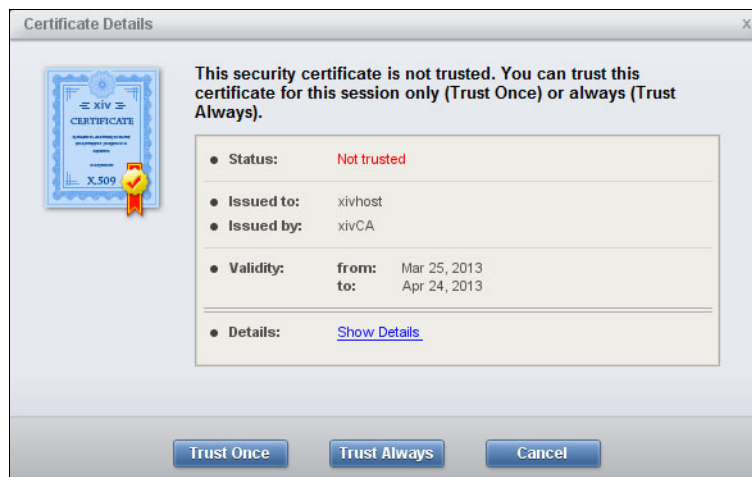 Certificate Details
x
This security certificate is not trusted. You can trust this
certificate for this session only (Trust Once) or always (Trust
Always).
xiv
CERTIFICATE
X.509
Status: Not trusted
Issued to: xivhost
Issued by: xivCA
Validity: from: Mar 25, 2013
to: Apr 24, 2013
Details: Show Details
Trust Once Trust Always Cancel